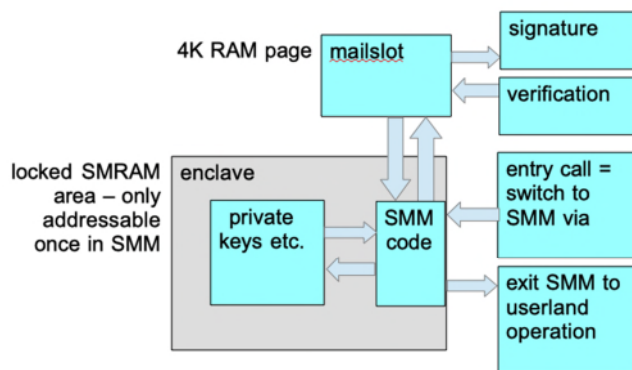 signature
4K RAM page
mailslot
verification
locked SMRAM
area – only
addressable
once in SMM
enclave
private
keys etc.
SMM
code
entry call =
switch to
SMM via
exit SMM to
userland
operation